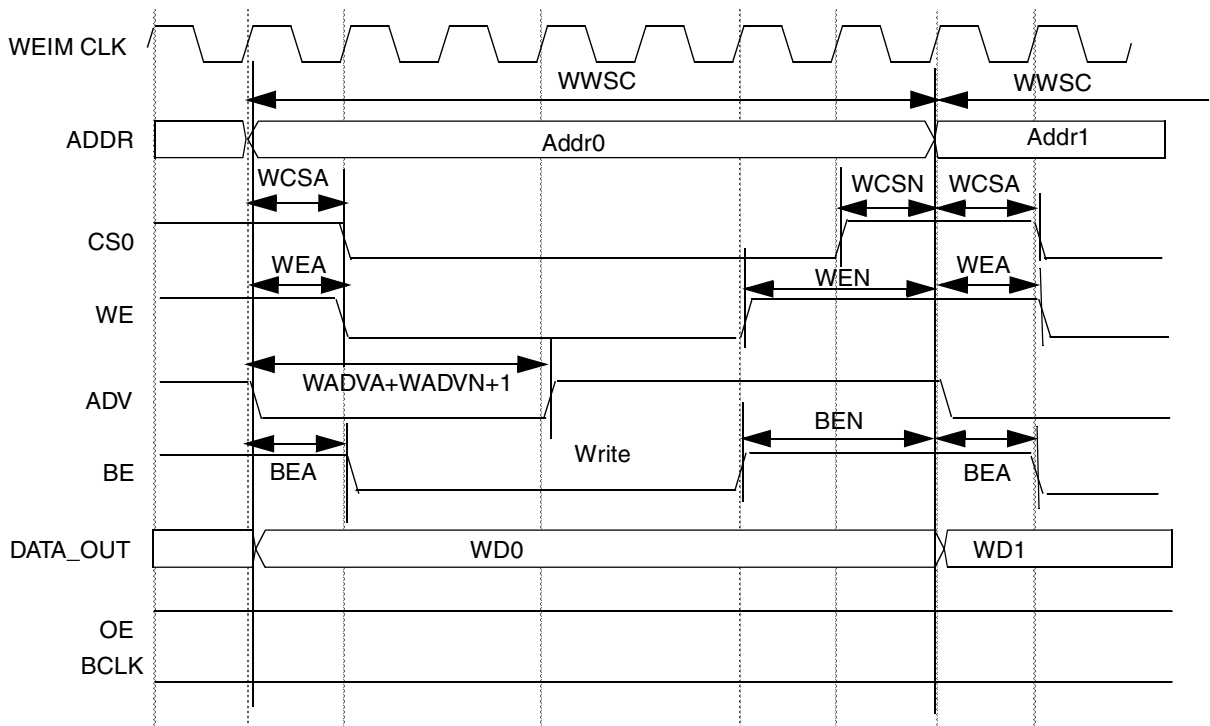 WEIM CLK
WWSC WWSC
ADDR Addr0 Addr1
WCSA WCSN WCSA
CS0
WEA WEN WEA
WE
WADVA+WADVN+1
ADV
BEN
BE BEA Write BEA
DATA_OUT WD0 WD1
OE
BCLK